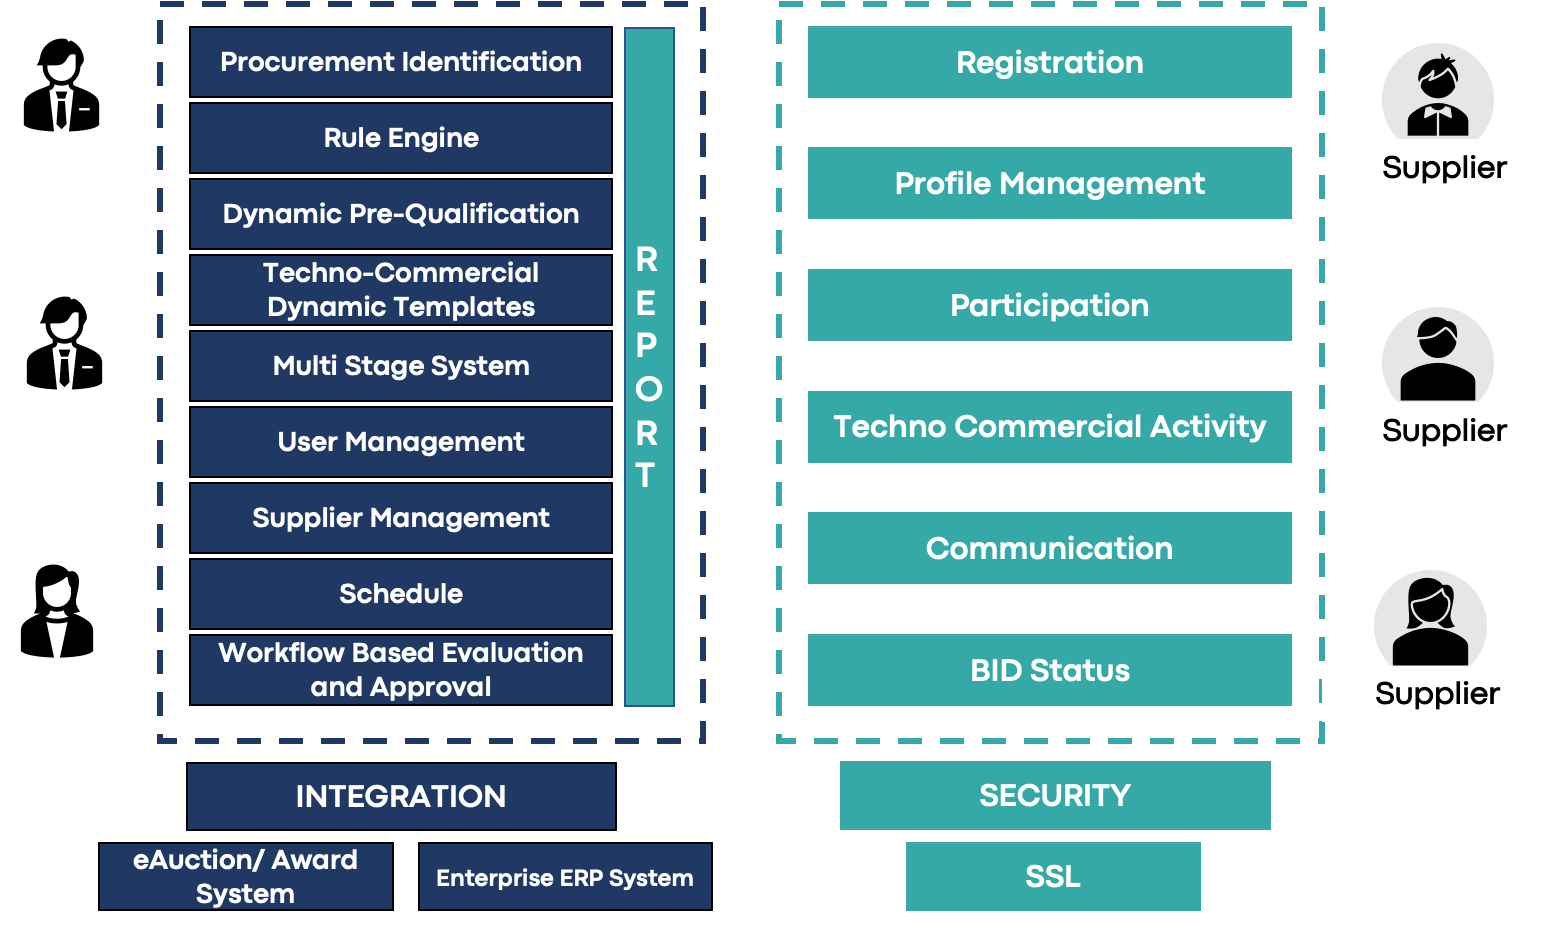 Procurement Identification
Rule Engine
Dynamic Pre-Qualification
Techno-Commercial
Dynamic Templates
Multi Stage System
User Management
Supplier Management
Schedule
Workflow Based Evaluation
and Approval
R
E
P
O
R
T
INTEGRATION
eAuction/ Award
System
Enterprise ERP System
Registration
Profile Management
Participation
Techno Commercial Activity
Communication
BID Status
SECURITY
SSL
Supplier
Supplier
Supplier